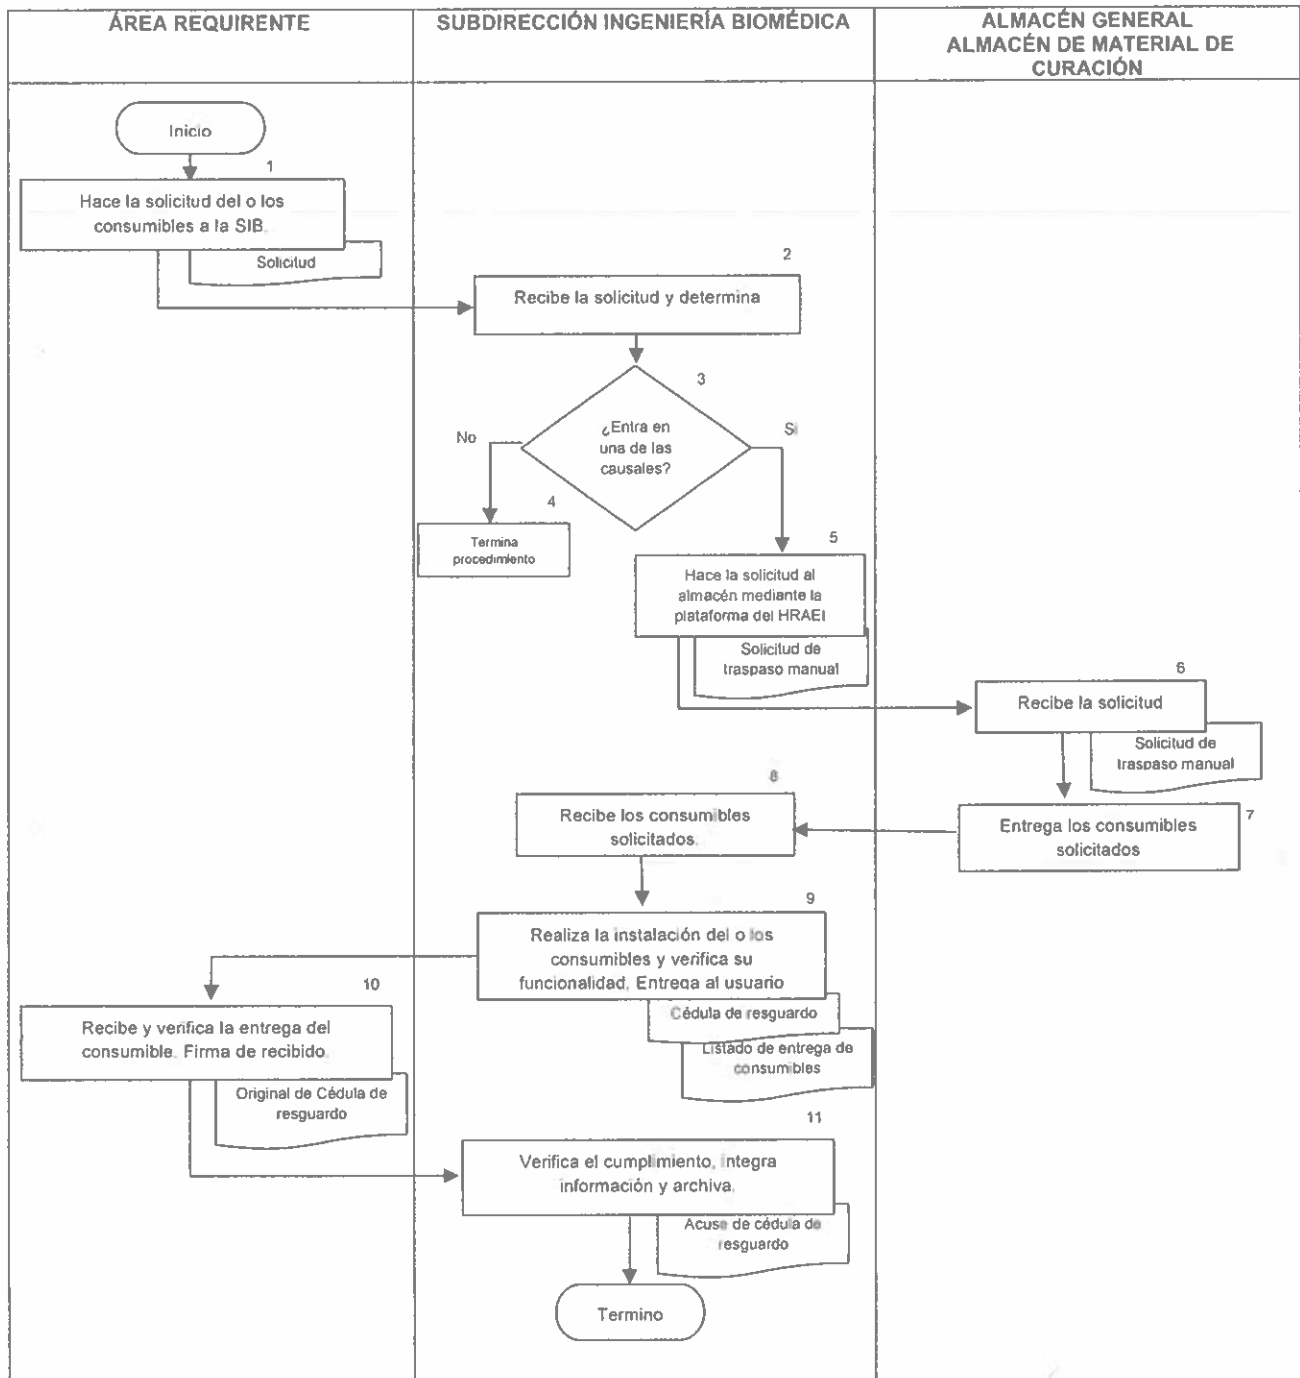 ÁREA REQUIRENTE
SUBDIRECCIÓN INGENIERÍA BIOMÉDICA
ALMACÉN GENERAL
ALMACÉN DE MATERIAL DE
CURACIÓN
Inicio
1
Hace la solicitud del o los
consumibles a la SIB.
Solicitud
2
Recibe la solicitud y determina
3
¿Entra en
una de las
causales?
No
Si
4
Termina
procedimiento
5
Hace la solicitud al
almacén mediante la
plataforma del HRAEI
Solicitud de
traspaso manual
6
Recibe la solicitud
Solicitud de
traspaso manual
7
Entrega los consumibles
solicitados
8
Recibe los consumibles
solicitados.
9
Realiza la instalación del o los
consumibles y verifica su
funcionalidad. Entrega al usuario
Cédula de resguardo
Listado de entrega de
consumibles
10
Recibe y verifica la entrega del
consumible. Firma de recibido.
Original de Cédula de
resguardo
11
Verifica el cumplimiento, integra
información y archiva.
Acuse de cédula de
resguardo
Termino